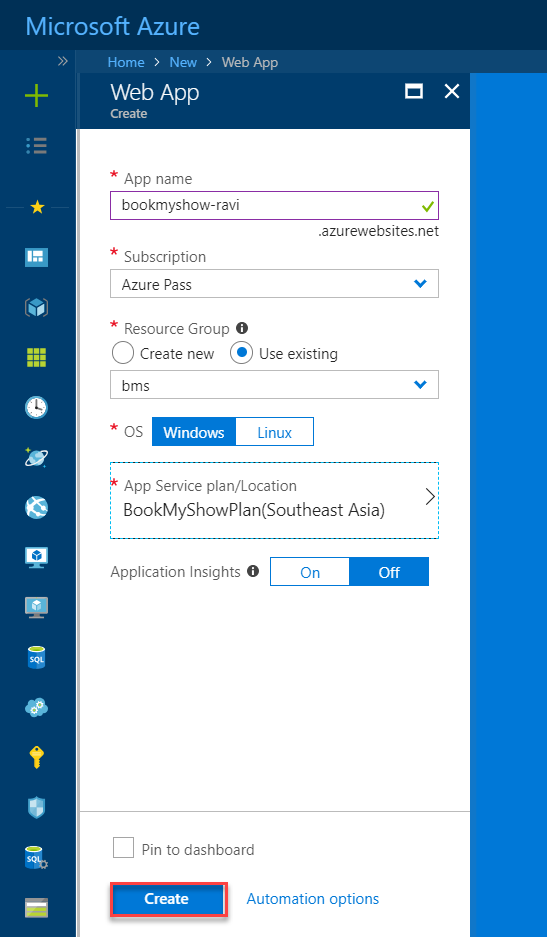 Microsoft Azure
Home > New > Web App
Web App
Create
* App name
bookmyshow-ravi
.azurewebsites.net
* Subscription
Azure Pass
* Resource Group
Create new Use existing
bms
* OS Windows Linux
* App Service plan/Location
BookMyShowPlan(Southeast Asia)
Application Insights On Off
SQL
SQL
Pin to dashboard
Create Automation options